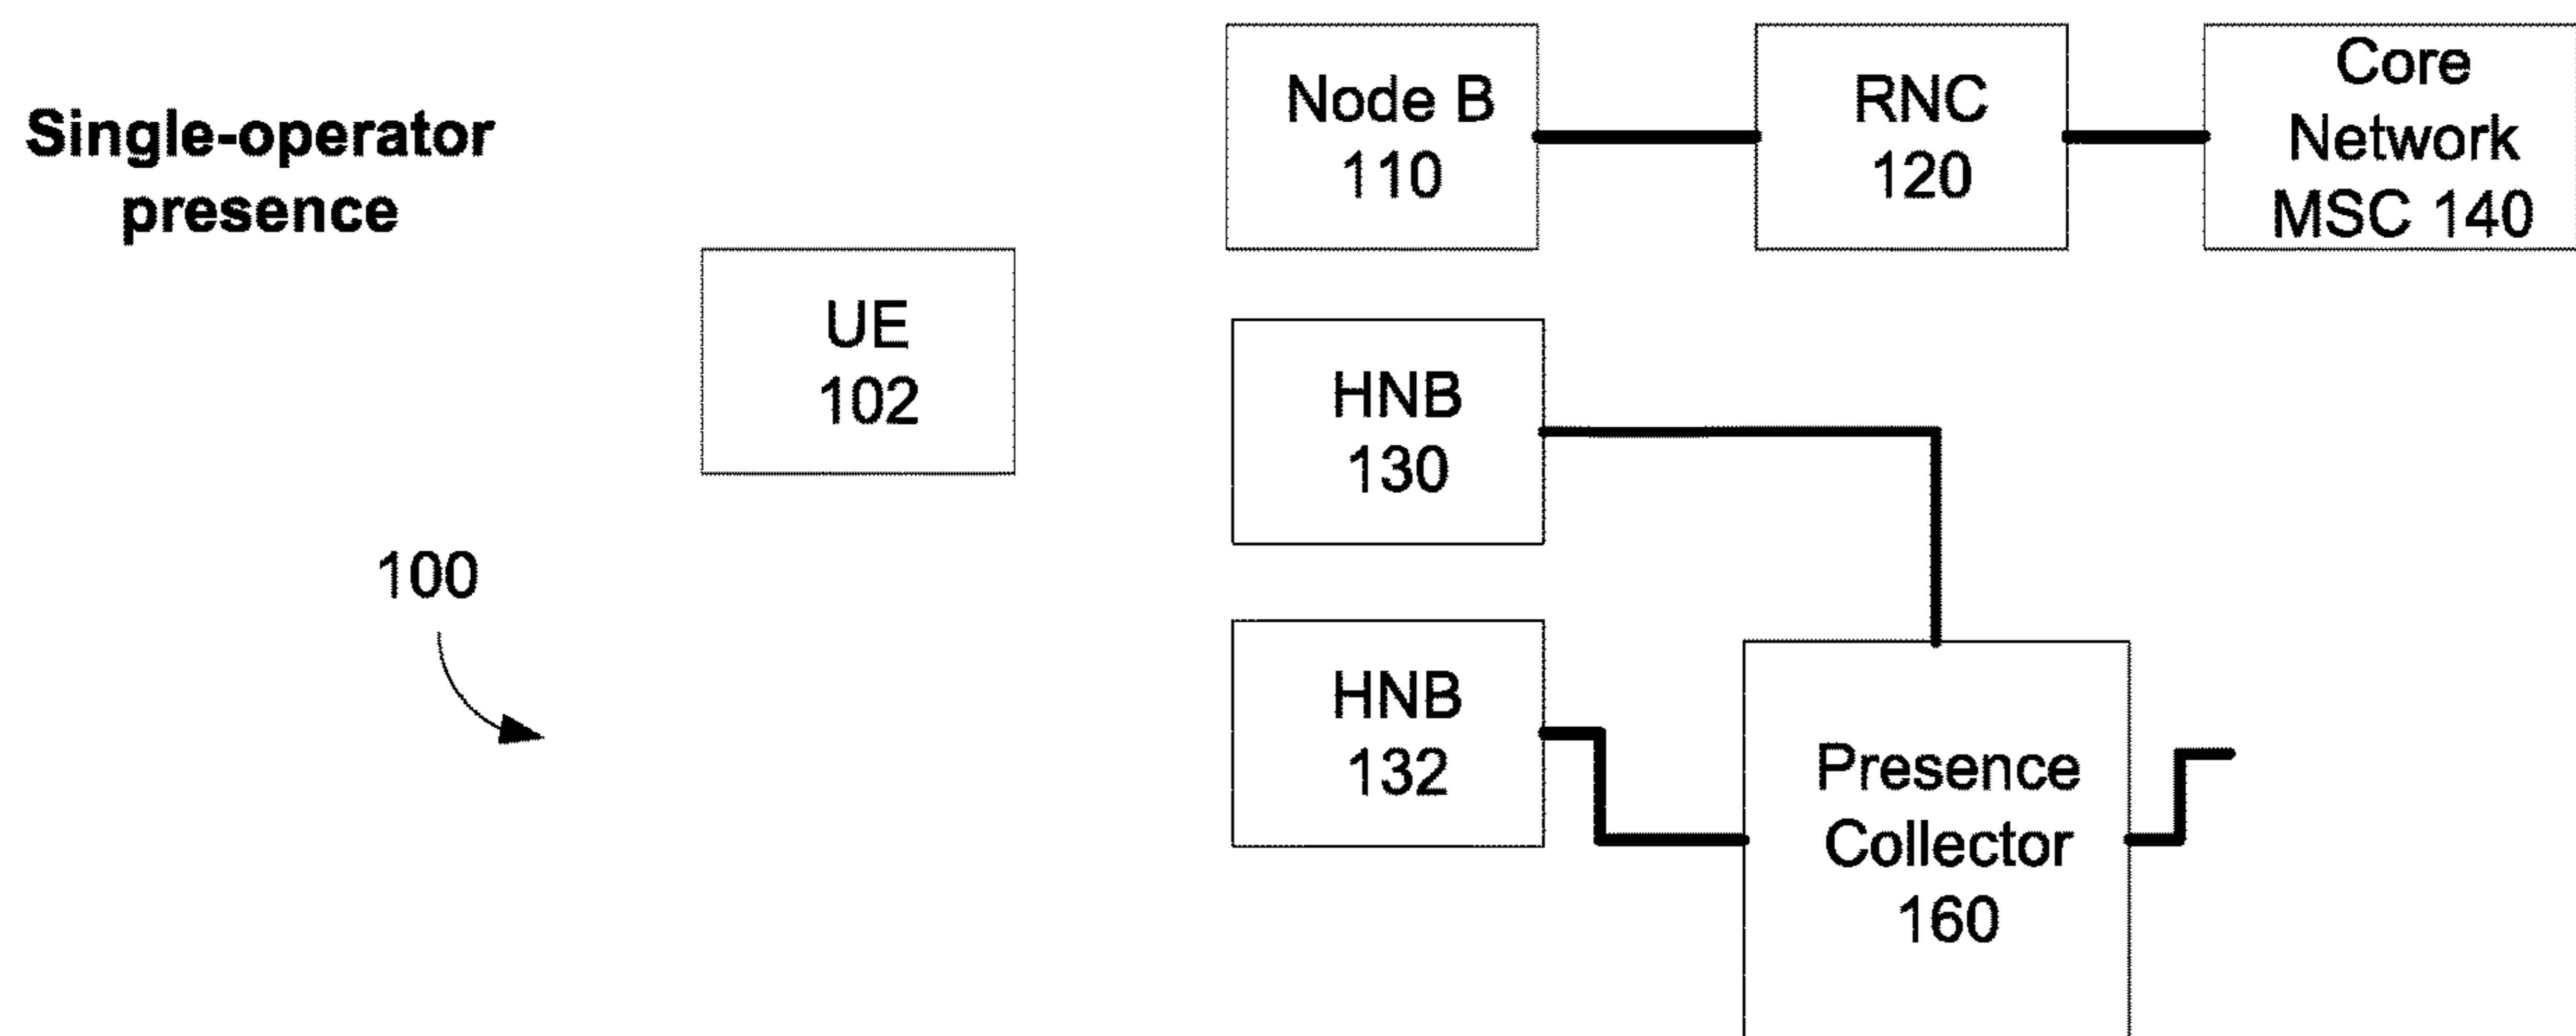 Single-operator
presence
Node B
110
RNC
120
Core
Network
MSC 140
UE
102
HNB
130
100
HNB
132
Presence
Collector
160